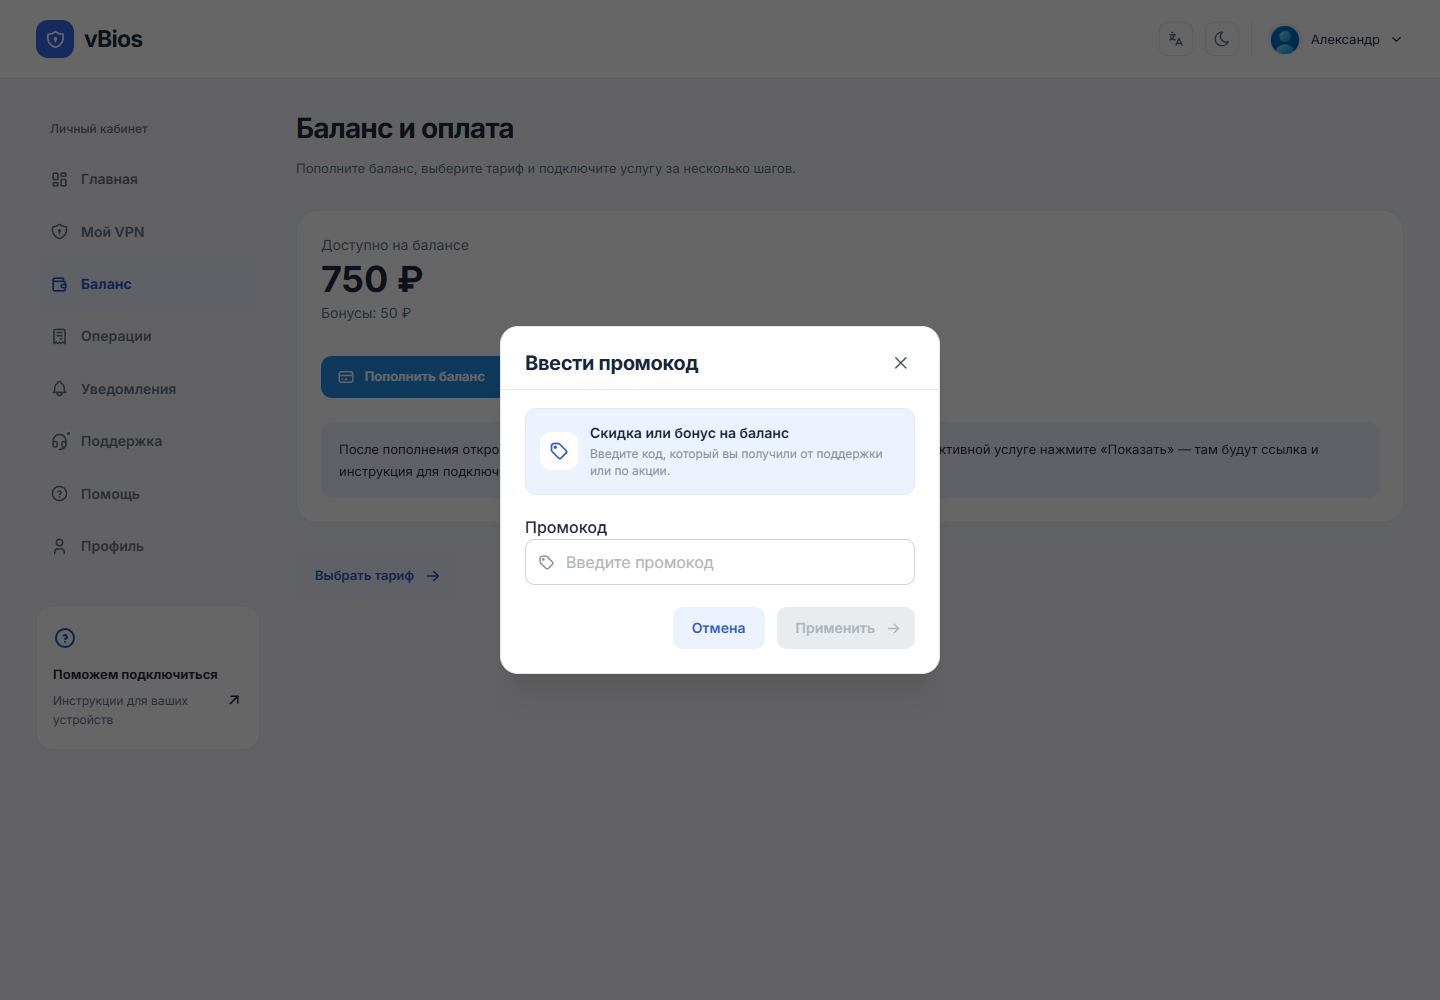 vBios
Александр
Личный кабинет
Главная
Мой VPN
Баланс
Операции
Уведомления
Поддержка
Помощь
Профиль
Поможем подключиться
Инструкции для ваших
устройств
Баланс и оплата
Пополните баланс, выберите тариф и подключите услугу за несколько шагов.
Доступно на балансе
750 ₽
Бонусы: 50 ₽
Пополнить баланс
После пополнения откро
ктивной услуге нажмите «Показать» — там будут ссылка и
инструкция для подключ
Выбрать тариф
Ввести промокод
Скидка или бонус на баланс
Введите код, который вы получили от поддержки
или по акции.
Промокод
Введите промокод
Отмена
Применить